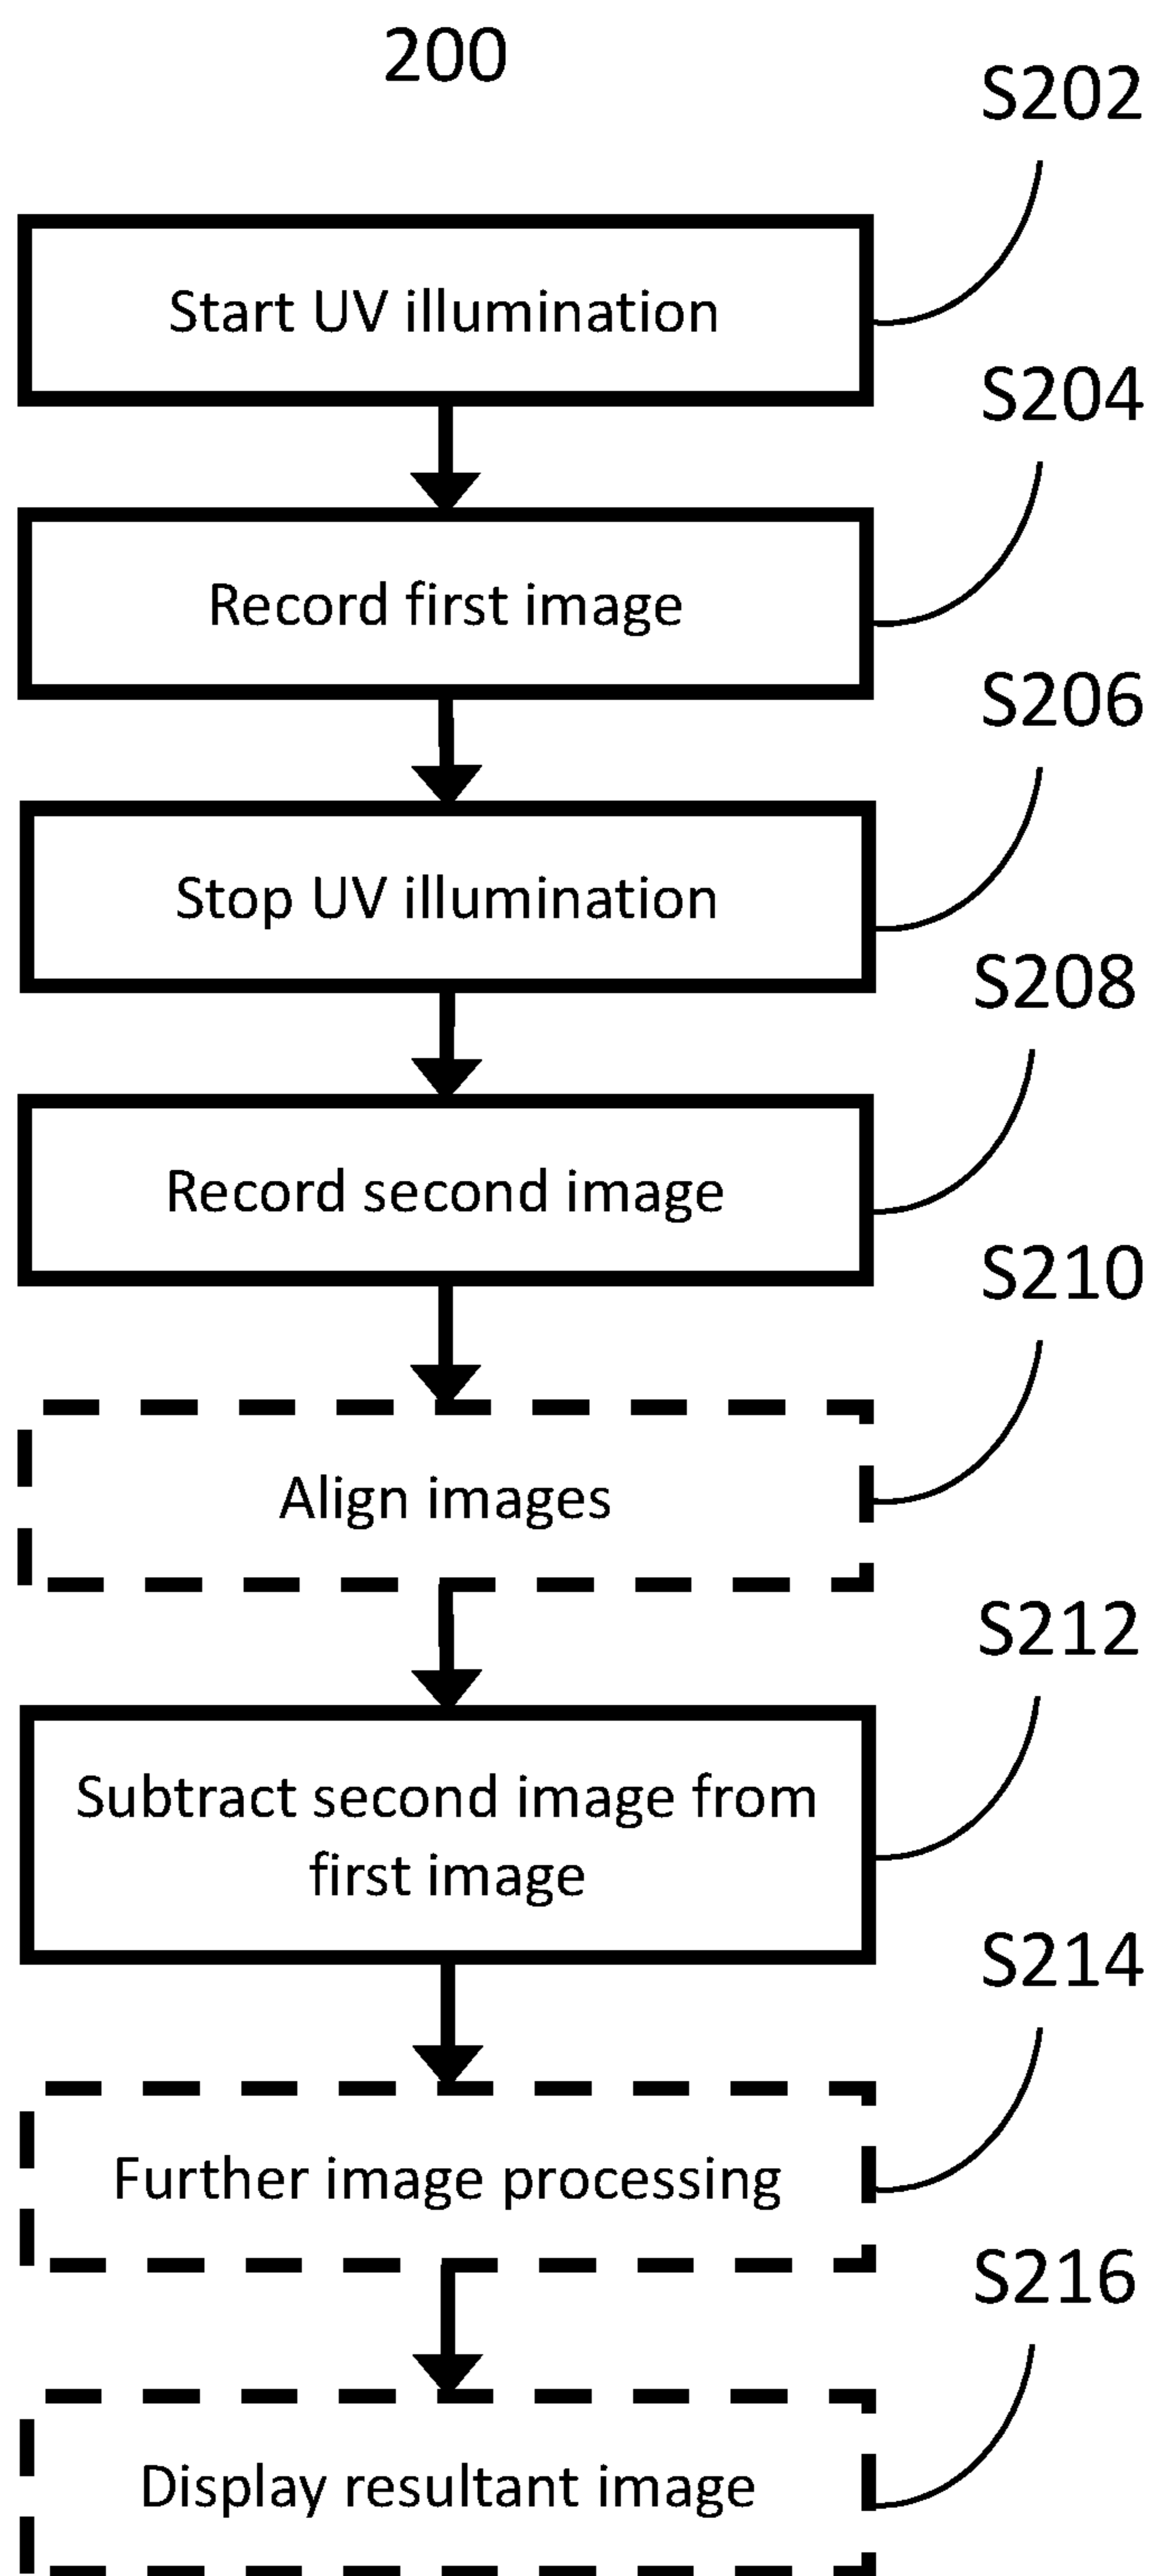 200
S202
Start UV illumination
S204
Record first image
S206
Stop UV illumination
S208
Record second image
S210
Align images
S212
Subtract second image from
first image
S214
Further image processing
S216
Display resultant image